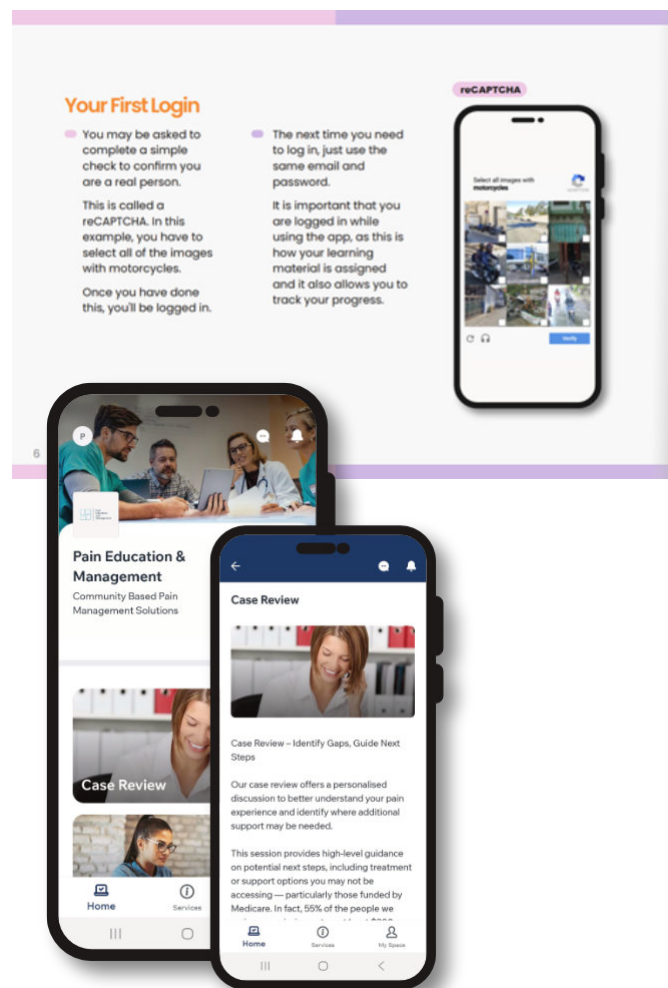 Your First Login
You may be asked to
complete a simple
check to confirm you
are a real person.
This is called a
reCAPTCHA. In this
example, you have to
select all of the images
with motorcycles.
Once you have done
this, you'll be logged in.
The next time you need
to log in, just use the
same email and
password.
It is important that you
are logged in while
using the app, as this is
how your learning
material is assigned
and it also allows you to
track your progress.
reCAPTCHA
Select all images with
motorcycles
Verify
6
P
Pain Education &
Management
Community Based Pain
Management Solutions
Case Review
Home
Services
Case Review
Case Review – Identify Gaps, Guide Next
Steps
Our case review offers a personalised
discussion to better understand your pain
experience and identify where additional
support may be needed.
This session provides high-level guidance
on potential next steps, including treatment
or support options you may not be
accessing — particularly those funded by
Medicare. In fact, 55% of the people we
Home
Services
My Space